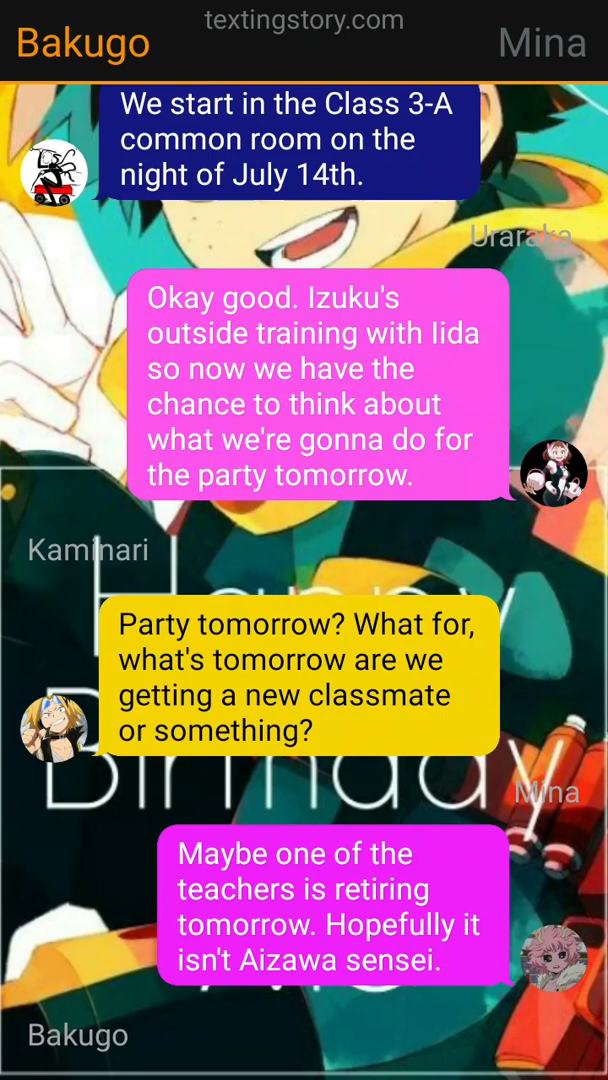 textingstory.com
Bakugo
Mina
We start in the Class 3-A
common room on the
night of July 14th.
Uraraka
Okay good. Izuku's
outside training with Iida
so now we have the
chance to think about
what we're gonna do for
the party tomorrow.
Kaminari
Happy
Party tomorrow? What for,
what's tomorrow are we
getting a new classmate
or something?
Birthday
Mina
Maybe one of the
teachers is retiring
tomorrow. Hopefully it
isn't Aizawa sensei.
Bakugo